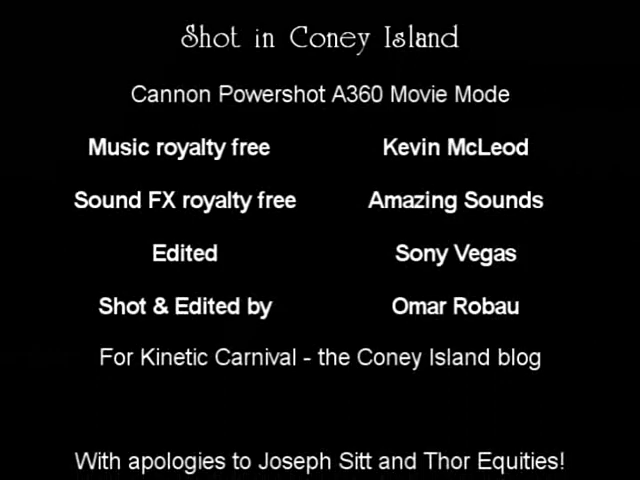 Shot in Coney Island
Cannon Powershot A360 Movie Mode
Music royalty free Kevin McLeod
Sound FX royalty free Amazing Sounds
Edited Sony Vegas
Shot & Edited by Omar Robau
For Kinetic Carnival - the Coney Island blog
With apologies to Joseph Sitt and Thor Equities!